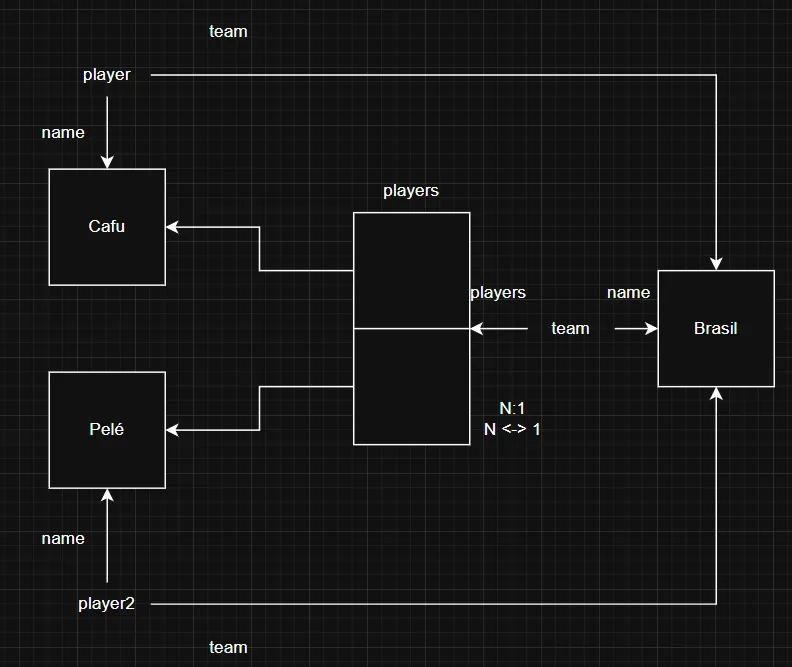 team
player
name
players
Cafu
players
name
team
Brasil
N:1
N <-> 1
Pelé
name
player2
team